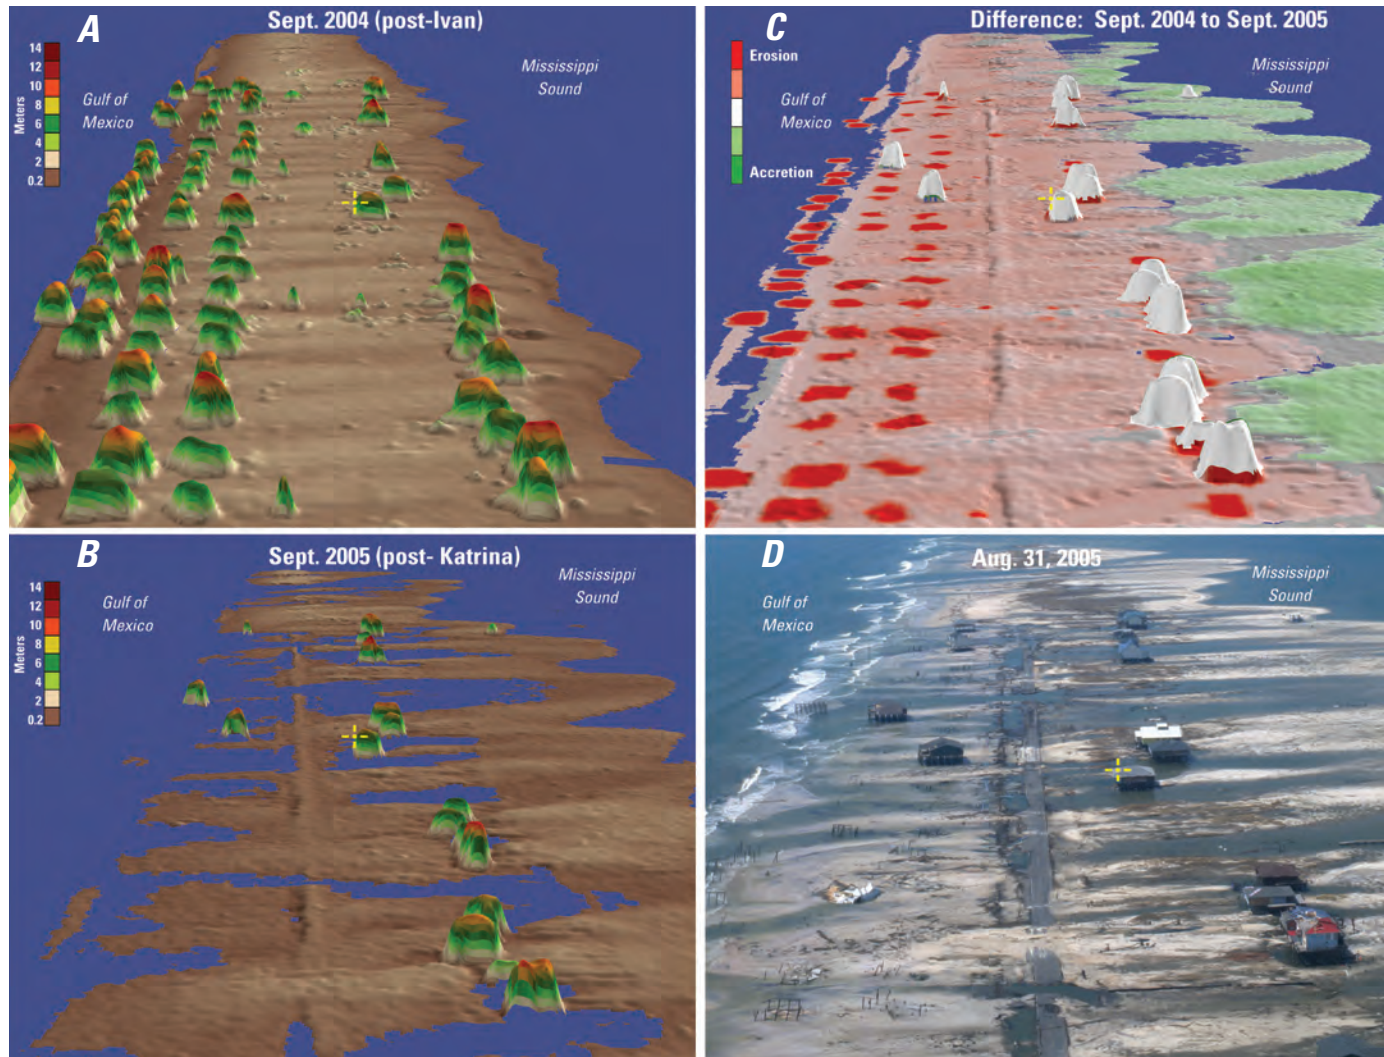 A
Sept. 2004 (post-Ivan)
14
12
10
8
6
4
2
0.2
Meters
Gulf of
Mexico
Mississippi
Sound
C
Difference: Sept. 2004 to Sept. 2005
Erosion
Accretion
Gulf of
Mexico
Mississippi
Sound
B
Sept. 2005 (post- Katrina)
14
12
10
8
6
4
2
0.2
Meters
Gulf of
Mexico
Mississippi
Sound
D
Aug. 31, 2005
Gulf of
Mexico
Mississippi
Sound